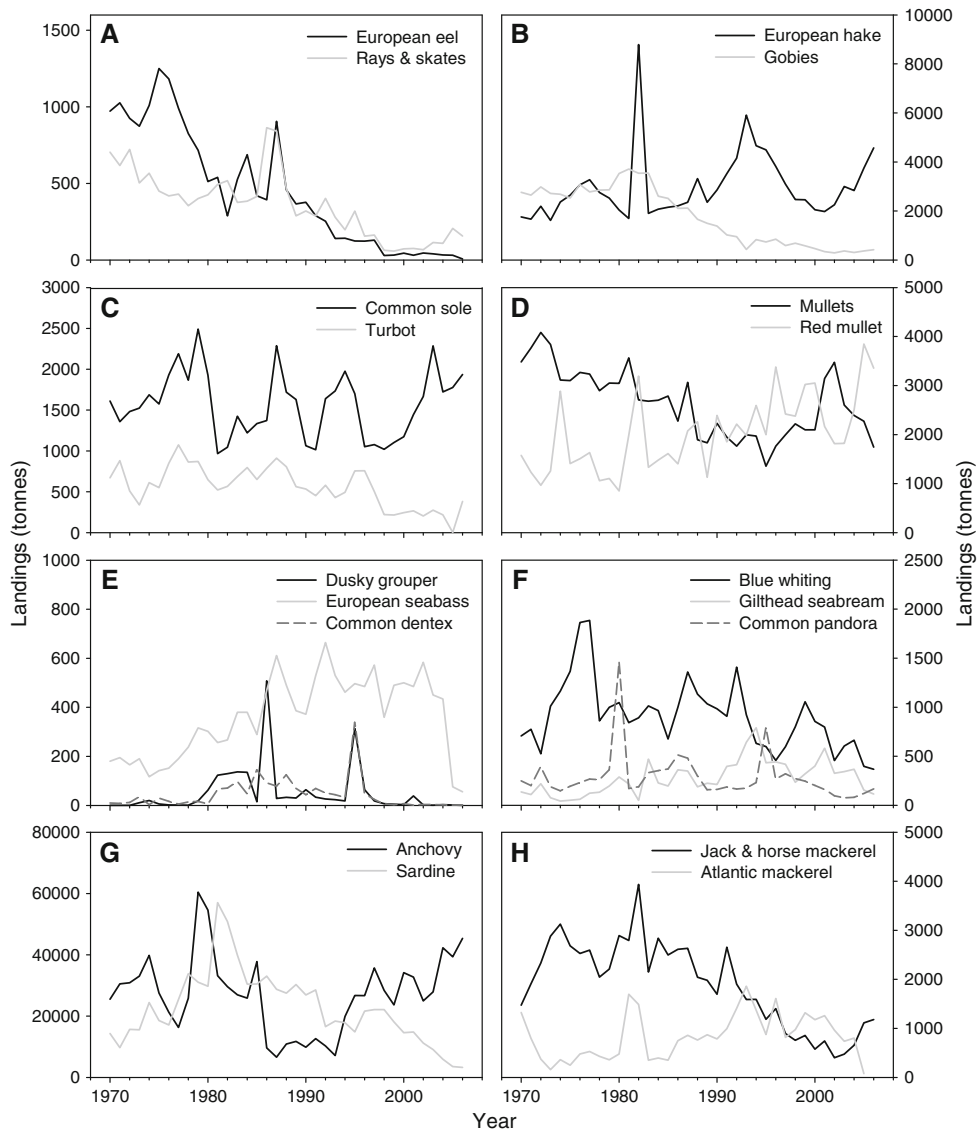 A
European eel
Rays & skates
1500
1000
500
0
B
European hake
Gobies
10000
8000
6000
4000
2000
0
C
Common sole
Turbot
3000
2500
2000
1500
1000
500
0
D
Mullets
Red mullet
5000
4000
3000
2000
1000
0
Landings (tonnes)
Landings (tonnes)
E
Dusky grouper
European seabass
Common dentex
1000
800
600
400
200
0
F
Blue whiting
Gilthead seabream
Common pandora
2500
2000
1500
1000
500
0
G
Anchovy
Sardine
80000
60000
40000
20000
0
1970 1980 1990 2000
H
Jack & horse mackerel
Atlantic mackerel
5000
4000
3000
2000
1000
0
1970 1980 1990 2000
Year